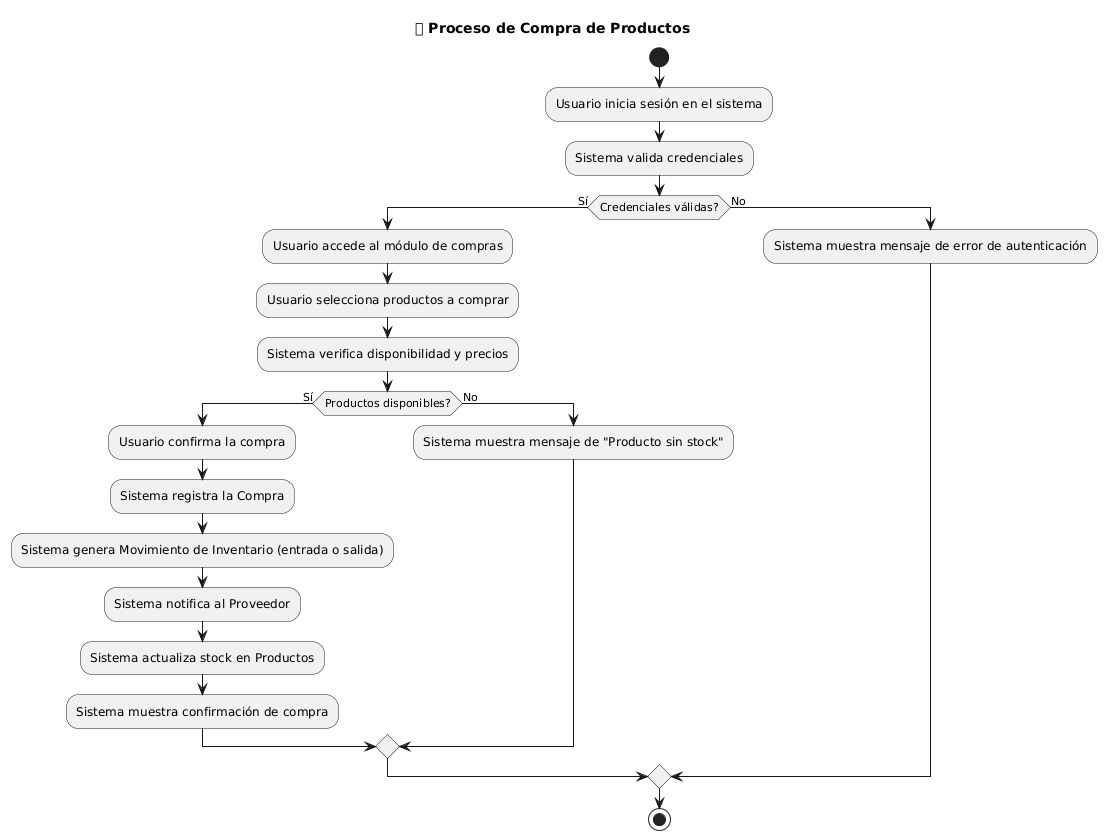 Proceso de Compra de Productos
Usuario inicia sesión en el sistema
Sistema valida credenciales
Sí
Credenciales válidas?
No
Usuario accede al módulo de compras
Sistema muestra mensaje de error de autenticación
Usuario selecciona productos a comprar
Sistema verifica disponibilidad y precios
Sí
Productos disponibles?
No
Usuario confirma la compra
Sistema muestra mensaje de "Producto sin stock"
Sistema registra la Compra
Sistema genera Movimiento de Inventario (entrada o salida)
Sistema notifica al Proveedor
Sistema actualiza stock en Productos
Sistema muestra confirmación de compra